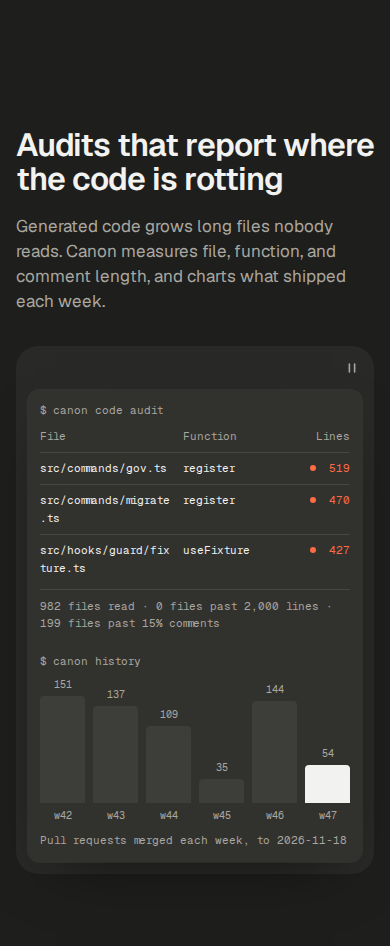 Audits that report where
the code is rotting
Generated code grows long files nobody
reads. Canon measures file, function, and
comment length, and charts what shipped
each week.
$ canon code audit
File Function Lines
src/commands/gov.ts register 519
src/commands/migrate register 470
.ts
src/hooks/guard/fix useFixture 427
ture.ts
982 files read · 0 files past 2,000 lines ·
199 files past 15% comments
$ canon history
151 137 109 35 144 54
w42 w43 w44 w45 w46 w47
Pull requests merged each week, to 2026-11-18